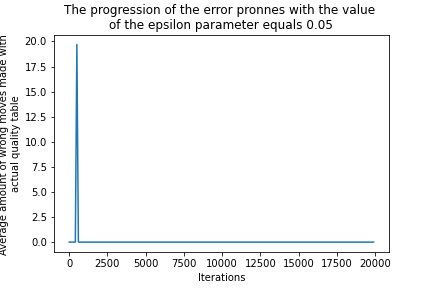 The progression of the error pronnes with the value
of the epsilon parameter equals 0.05
Average amount of wrong moves made with
actual quality table
20.0
17.5
15.0
12.5
10.0
7.5
5.0
2.5
0.0
0 2500 5000 7500 10000 12500 15000 17500 20000
Iterations